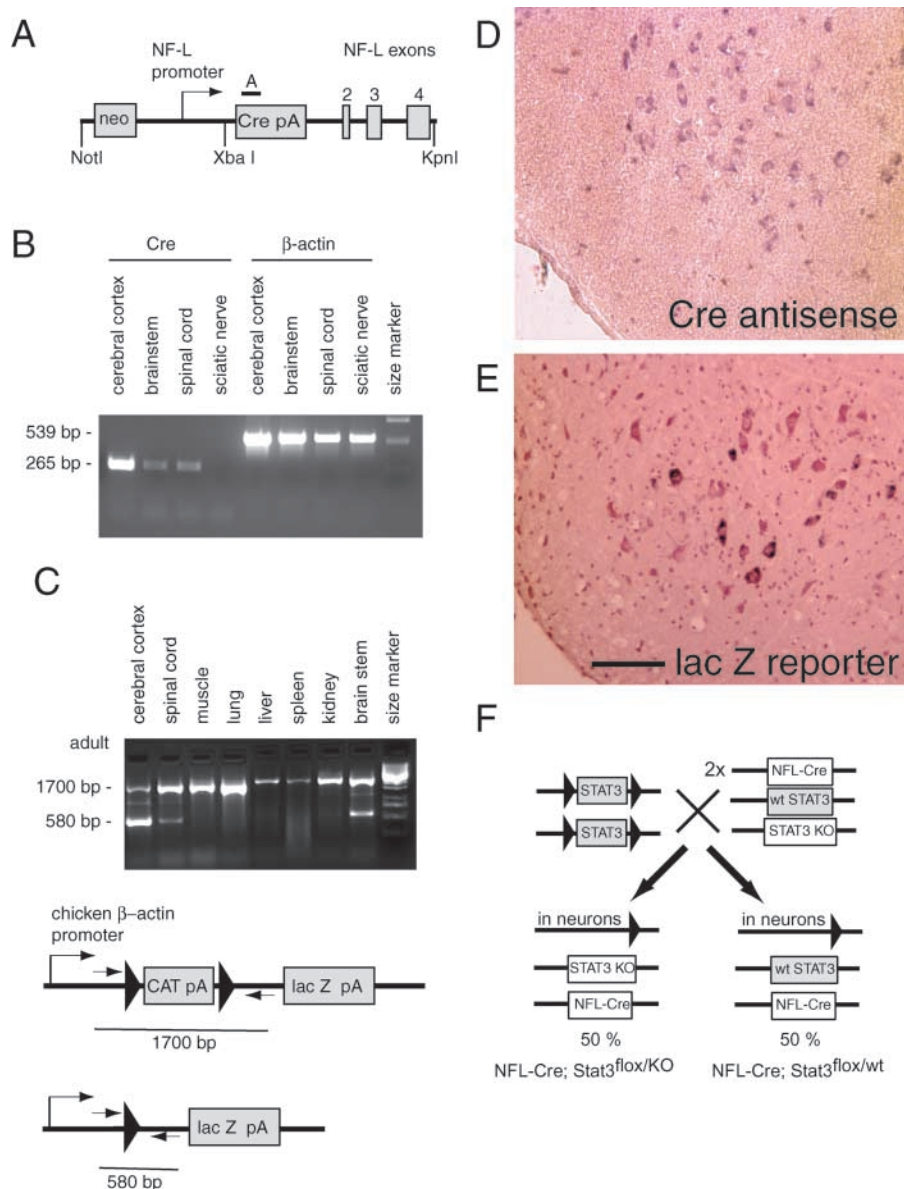 A
NF-L promoter
NF-L exons
A
2 3 4
neo
Cre pA
NotI
Xba I
KpnI
B
Cre
β-actin
cerebral cortex
brainstem
spinal cord
sciatic nerve
cerebral cortex
brainstem
spinal cord
sciatic nerve
size marker
539 bp -
265 bp -
C
cerebral cortex
spinal cord
muscle
lung
liver
spleen
kidney
brain stem
size marker
adult
1700 bp -
580 bp -
chicken β–actin
promoter
CAT pA
lac Z pA
1700 bp
lac Z pA
580 bp
D
Cre antisense
E
lac Z reporter
F
2x
NFL-Cre
STAT3
wt STAT3
STAT3
STAT3 KO
in neurons
in neurons
STAT3 KO
wt STAT3
NFL-Cre
NFL-Cre
50 %
50 %
NFL-Cre; Stat3flox/KO
NFL-Cre; Stat3flox/wt